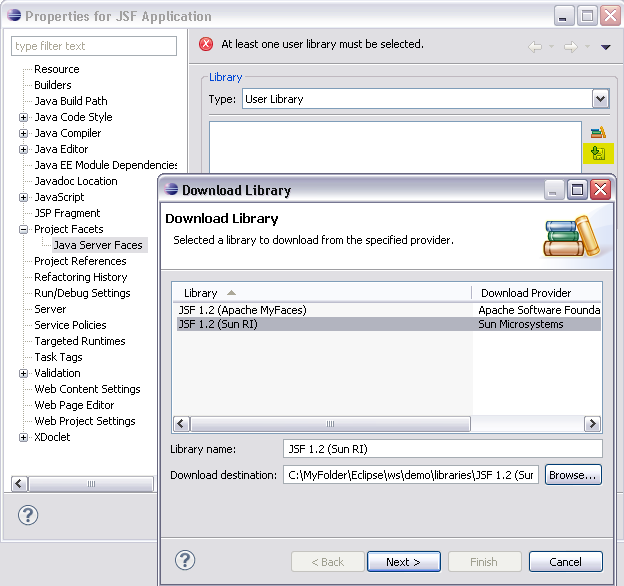 Properties for JSF Application
type filter text
At least one user library must be selected.
Resource
Builders
Java Build Path
Java Code Style
Java Compiler
Java Editor
Java EE Module Dependencies
Javadoc Location
JavaScript
JSP Fragment
Project Facets
Java Server Faces
Project References
Refactoring History
Run/Debug Settings
Server
Service Policies
Targeted Runtimes
Task Tags
Validation
Web Content Settings
Web Page Editor
Web Project Settings
XDoclet
Library
Type: User Library
Download Library
Download Library
Selected a library to download from the specified provider.
Library Download Provider
JSF 1.2 (Apache MyFaces) Apache Software Founda
JSF 1.2 (Sun RI) Sun Microsystems
Library name: JSF 1.2 (Sun RI)
Download destination: C:\MyFolder\Eclipse\ws\demo\libraries\JSF 1.2 (Sur Browse...
? ? < Back Next > Finish Cancel